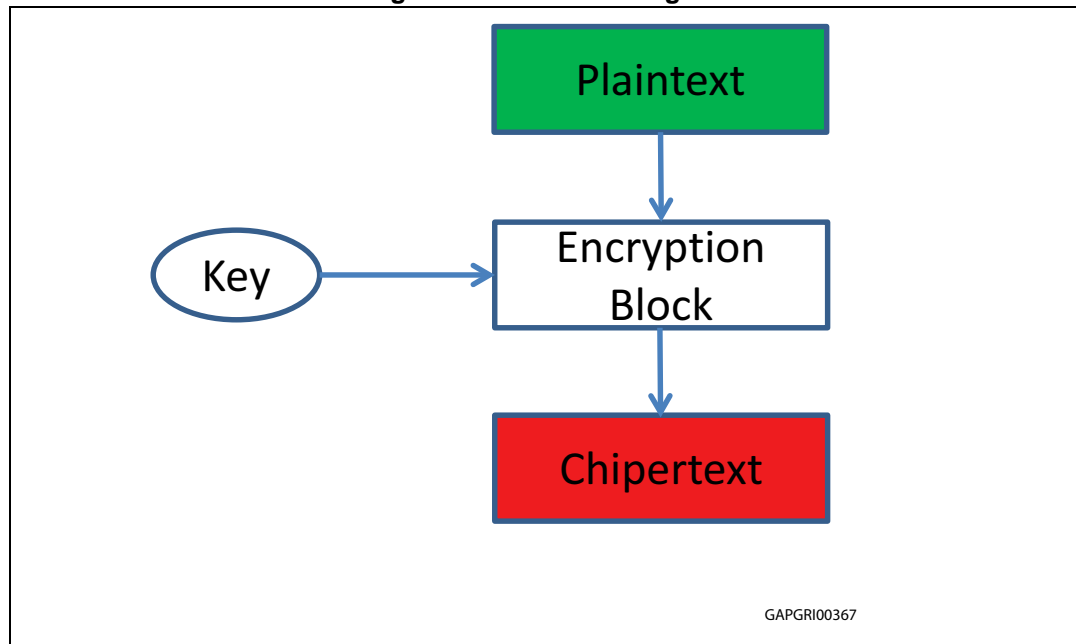 Plaintext
Encryption
Key
Block
Chipertext
GAPGRI00367